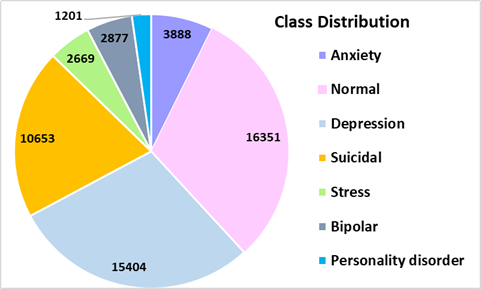 Class Distribution
1201
3888
2877
2669
16351
10653
15404
Anxiety
Normal
Depression
Suicidal
Stress
Bipolar
Personality disorder